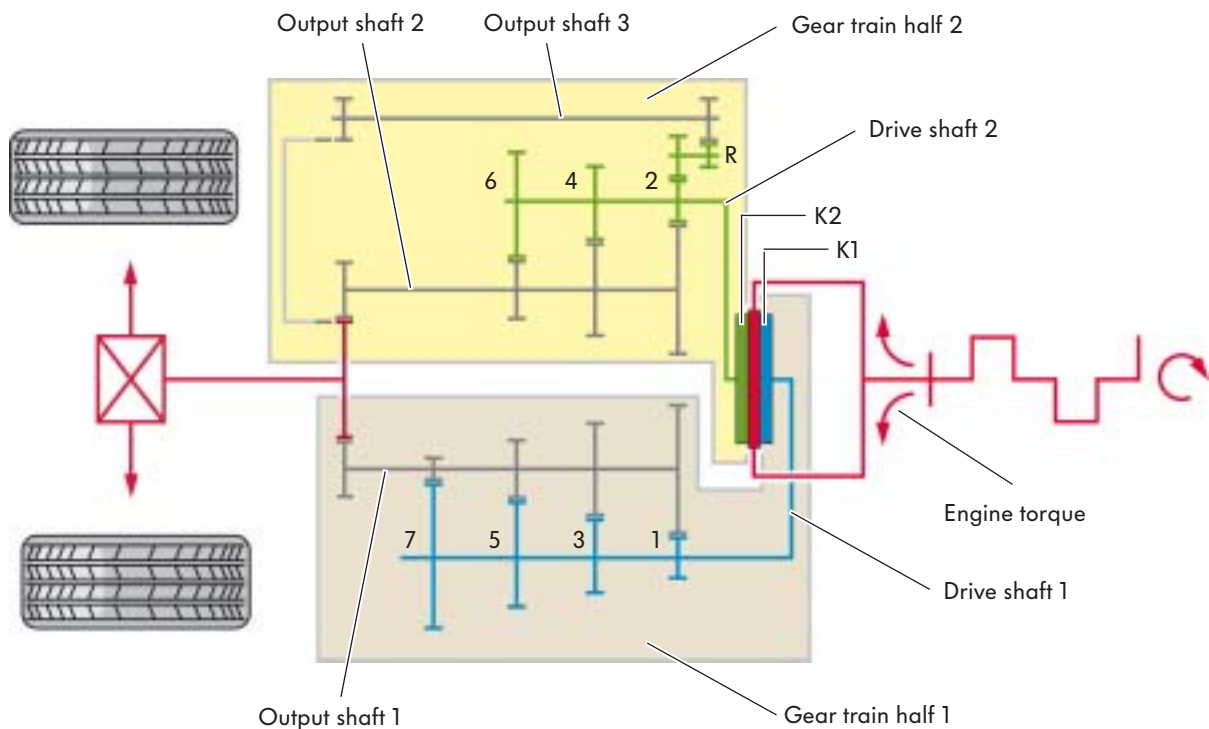 Output shaft 2
Output shaft 3
Gear train half 2
Drive shaft 2
R
6
4
2
K2
K1
Engine torque
7
5
3
1
Drive shaft 1
Output shaft 1
Gear train half 1